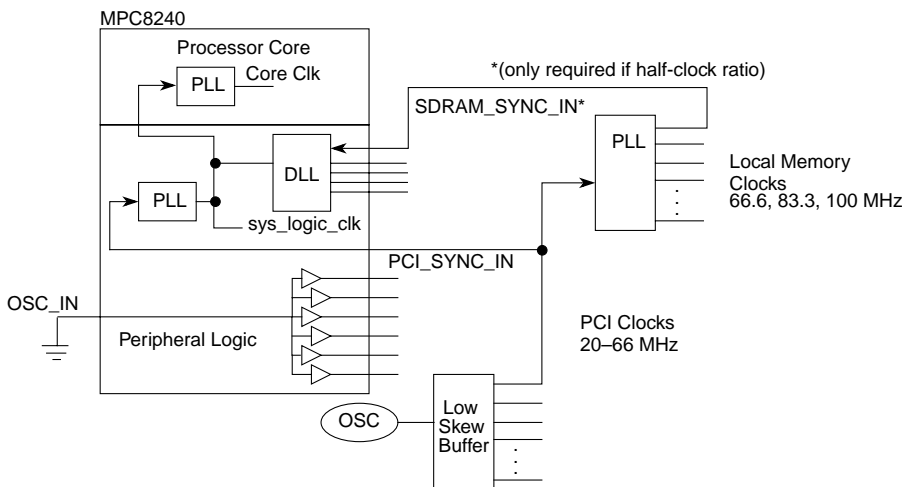 MPC8240
Processor Core
Core Clk
PLL
*(only required if half-clock ratio)
SDRAM_SYNC_IN*
PLL
DLL
Local Memory
Clocks
66.6, 83.3, 100 MHz
PLL
sys_logic_clk
PCI_SYNC_IN
OSC_IN
Peripheral Logic
PCI Clocks
20–66 MHz
OSC
Low
Skew
Buffer